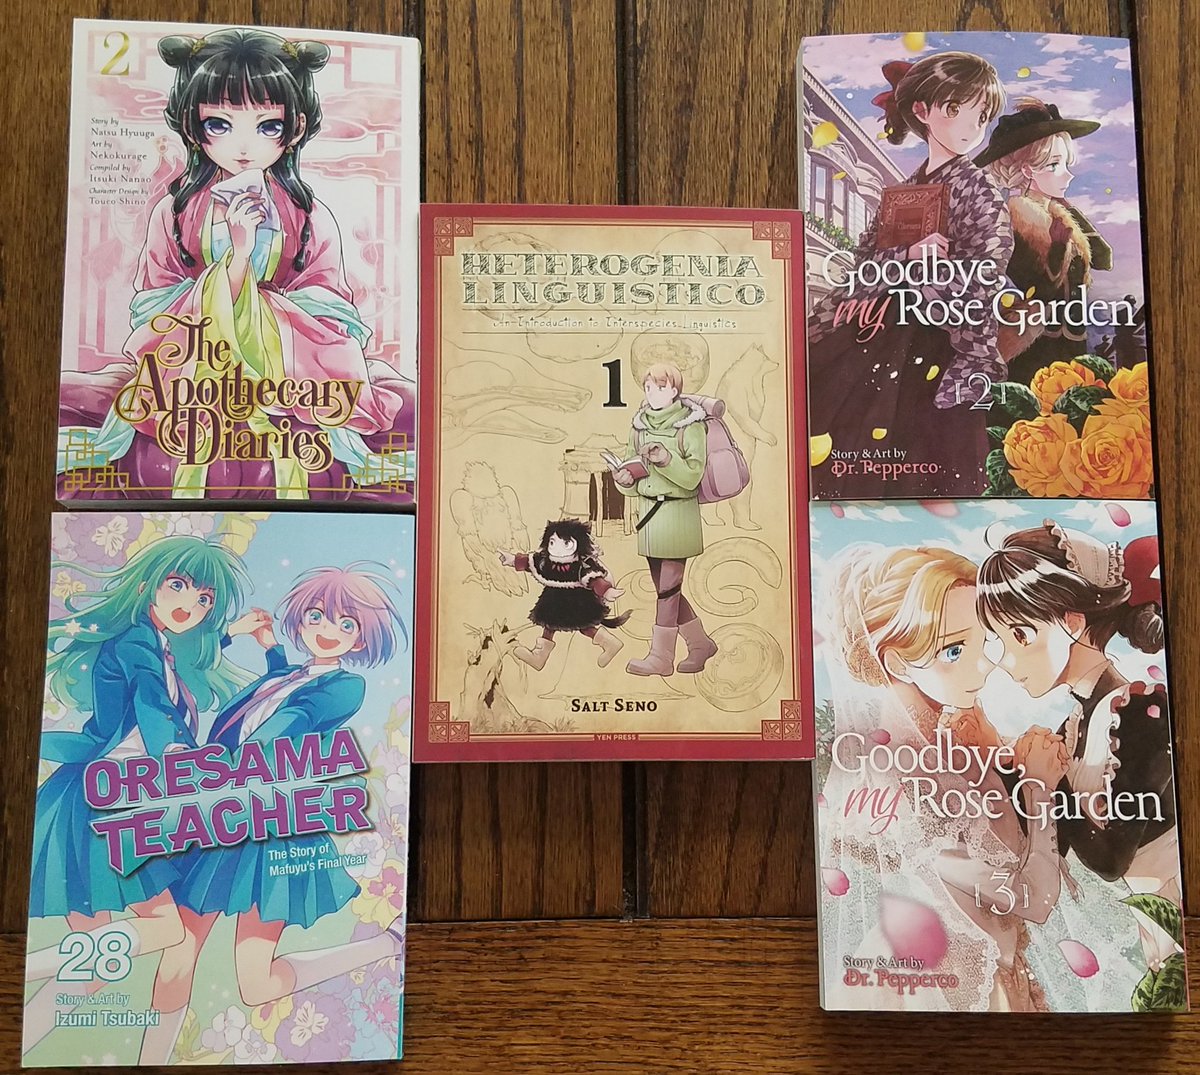 2
Story by
Natsu Hyuuga
Art by
Nekokurage
Compiled by
Itsuki Nanao
Character Design by
Touco Shino
The
Apothecary
Diaries
HETEROGENIA
LINGUISTICO
An Introduction to Interspecies Linguistics
1
SALT SENO
YEN PRESS
Goodbye,
my Rose Garden
[2]
Story & Art by
Dr. Pepperco
ORESAMA
TEACHER
The Story of
Mafuyu's Final Year
28
Story & Art by
Izumi Tsubaki
Goodbye,
my Rose Garden
[3]
Story & Art by
Dr. Pepperco